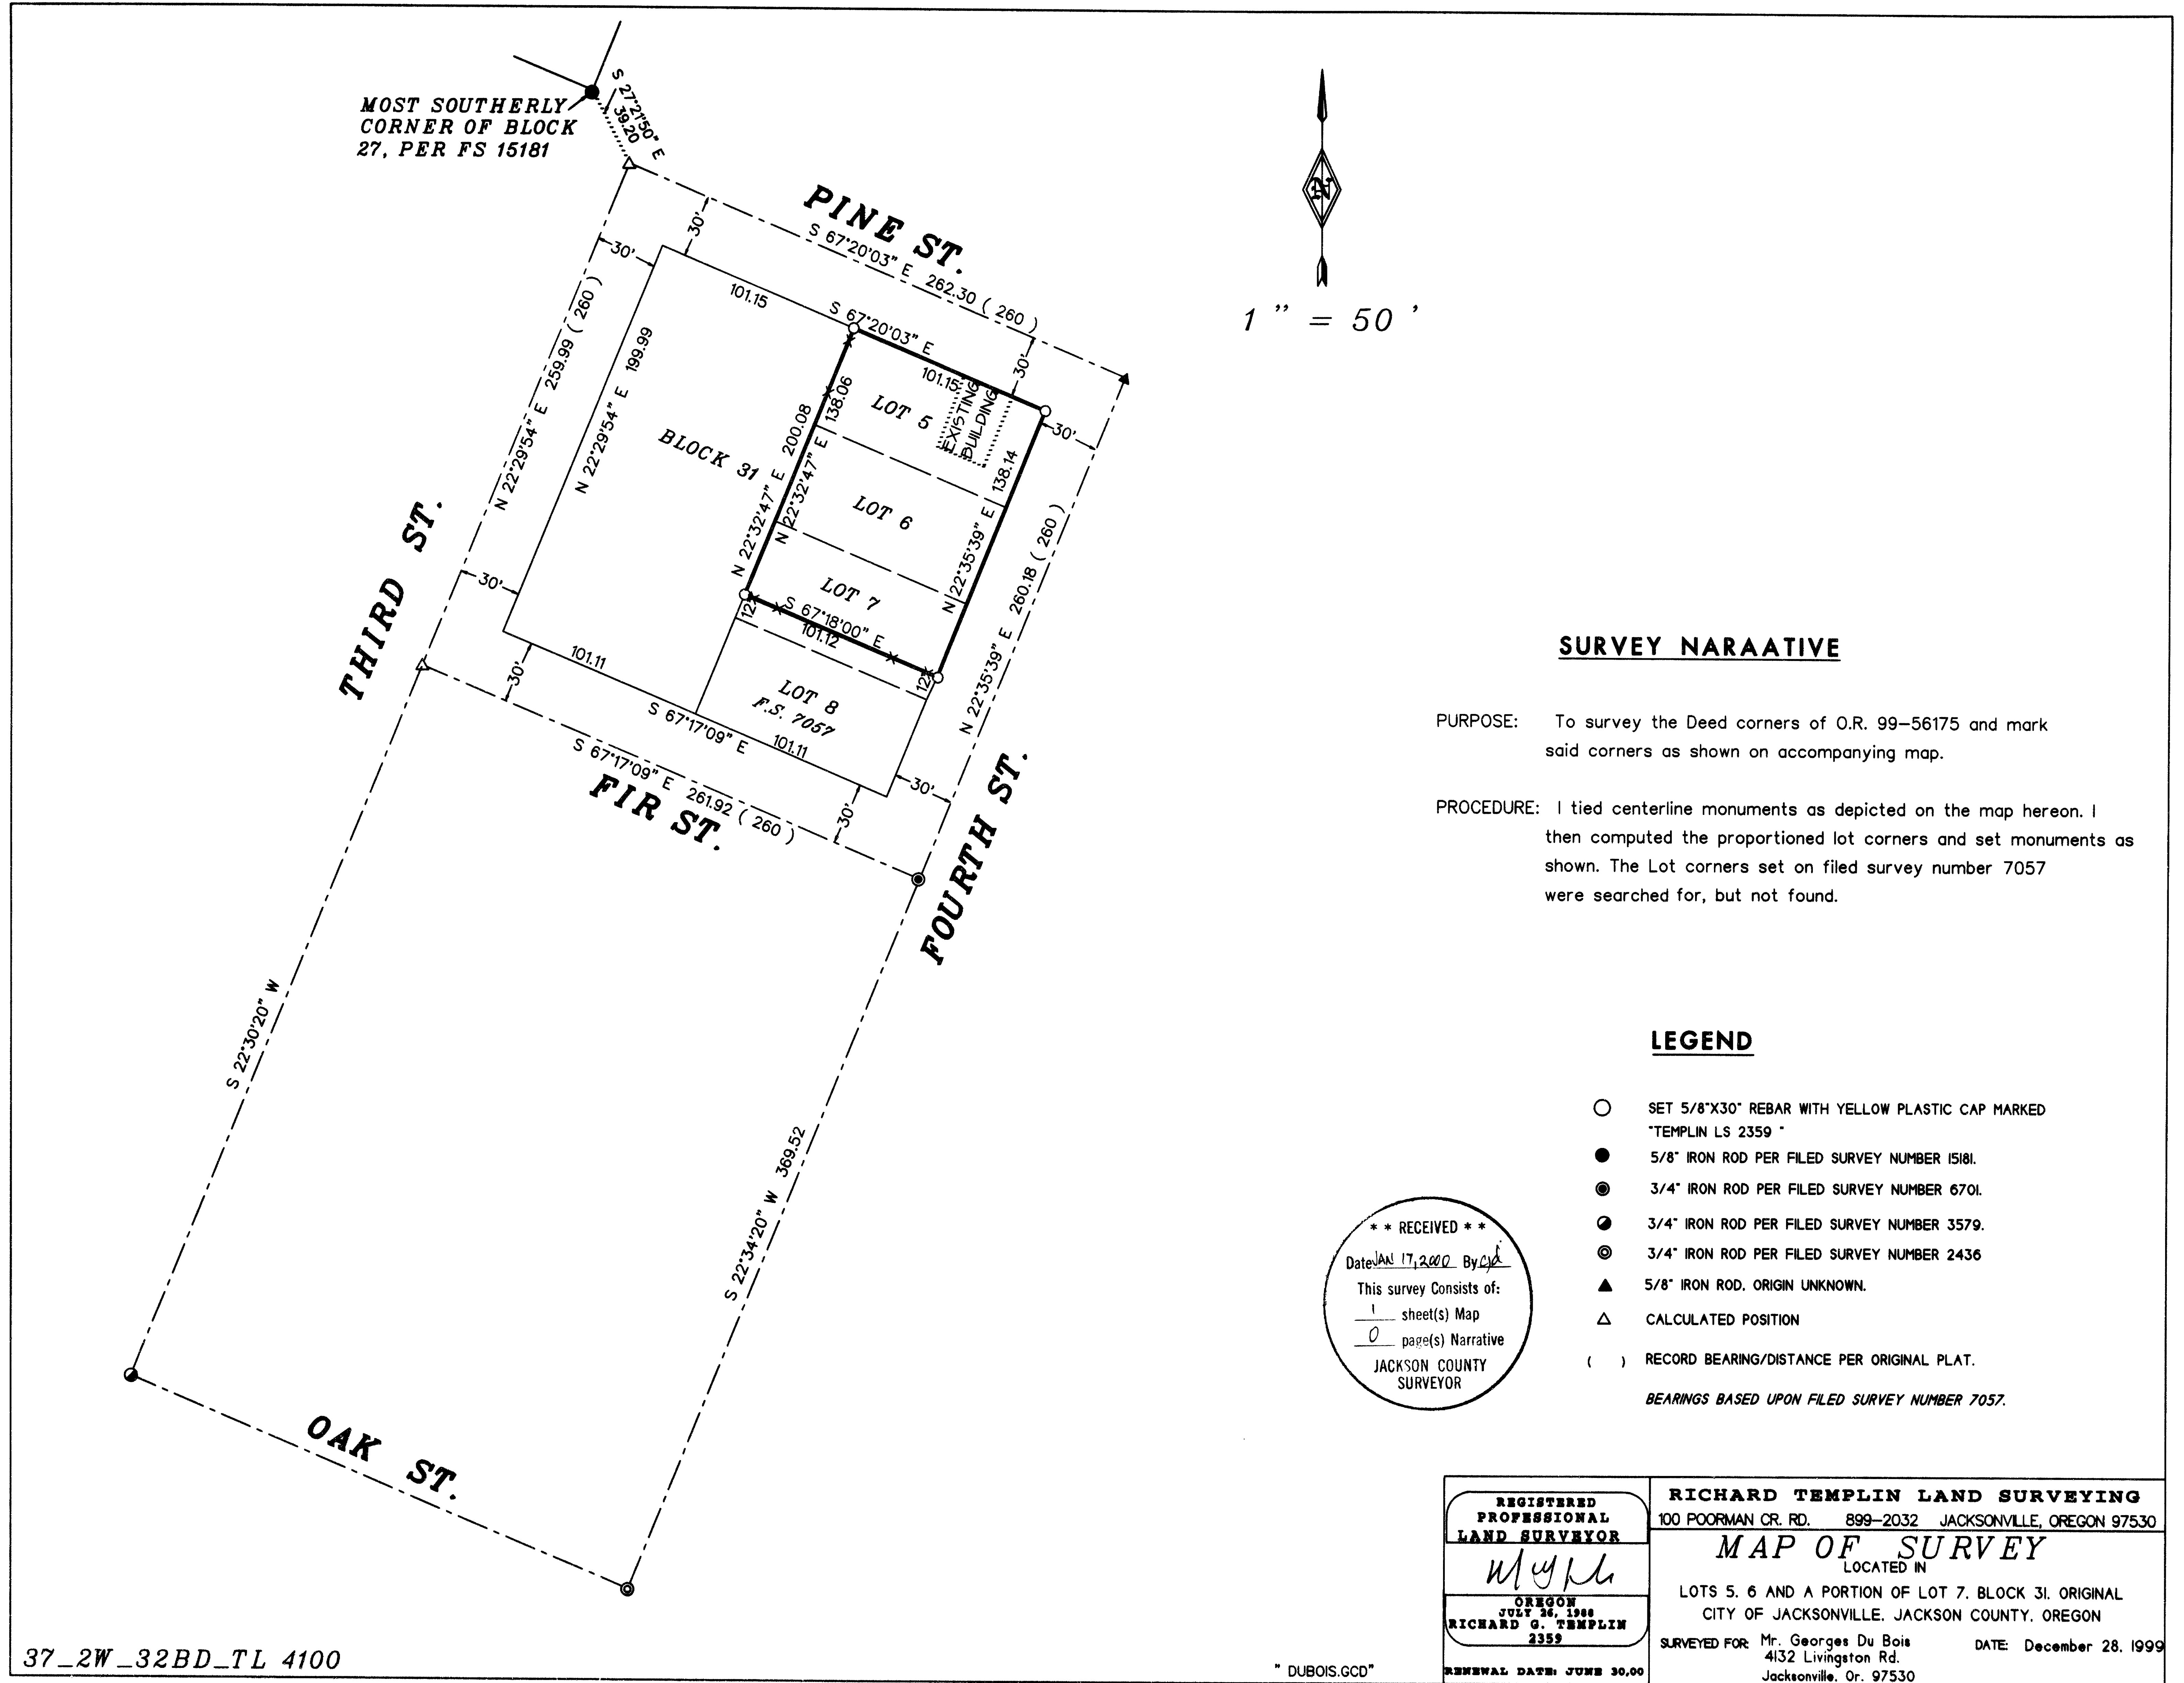 MOST SOUTHERLY
CORNER OF BLOCK
27, PER FS 15181
S 27°21'50" E
39.20
PINE ST.
S 67°20'03" E 262.30 ( 260 )
30'
30'
101.15
S 67°20'03" E
101.15
30'
30'
N 22°29'54" E 259.99 ( 260 )
N 22°29'54" E 199.99
BLOCK 31
N 22°32'47" E 200.08
N 22°32'47" E 138.06
LOT 5
EXISTING
BUILDING
LOT 6
LOT 7
N 22°35'39" E 138.14
N 22°35'39" E 260.18 ( 260 )
12'
S 67°18'00" E
101.12
12'
LOT 8
F.S. 7057
THIRD ST.
30'
30'
101.11
S 67°17'09" E
101.11
S 67°17'09" E 261.92 ( 260 )
FIR ST.
30'
30'
FOURTH ST.
S 22°30'20" W
S 22°34'20" W 369.52
OAK ST.
37_2W_32BD_TL 4100
" DUBOIS.GCD"
N
1 " = 50 '
SURVEY NARAATIVE
PURPOSE: To survey the Deed corners of O.R. 99-56175 and mark
said corners as shown on accompanying map.
PROCEDURE: I tied centerline monuments as depicted on the map hereon. I
then computed the proportioned lot corners and set monuments as
shown. The Lot corners set on filed survey number 7057
were searched for, but not found.
LEGEND
SET 5/8"X30" REBAR WITH YELLOW PLASTIC CAP MARKED
"TEMPLIN LS 2359 "
5/8" IRON ROD PER FILED SURVEY NUMBER 15181.
3/4" IRON ROD PER FILED SURVEY NUMBER 6701.
3/4" IRON ROD PER FILED SURVEY NUMBER 3579.
3/4" IRON ROD PER FILED SURVEY NUMBER 2436
5/8" IRON ROD. ORIGIN UNKNOWN.
CALCULATED POSITION
( ) RECORD BEARING/DISTANCE PER ORIGINAL PLAT.
BEARINGS BASED UPON FILED SURVEY NUMBER 7057.
* * RECEIVED * *
Date JAN 17, 2000 By
This survey Consists of:
1 sheet(s) Map
0 page(s) Narrative
JACKSON COUNTY
SURVEYOR
REGISTERED
PROFESSIONAL
LAND SURVEYOR
OREGON
JULY 26, 1988
RICHARD G. TEMPLIN
2359
RENEWAL DATE: JUNE 30,00
RICHARD TEMPLIN LAND SURVEYING
100 POORMAN CR. RD. 899-2032 JACKSONVILLE, OREGON 97530
MAP OF SURVEY
LOCATED IN
LOTS 5. 6 AND A PORTION OF LOT 7. BLOCK 31. ORIGINAL
CITY OF JACKSONVILLE. JACKSON COUNTY. OREGON
SURVEYED FOR: Mr. Georges Du Bois DATE: December 28. 1999
4132 Livingston Rd.
Jacksonville. Or. 97530